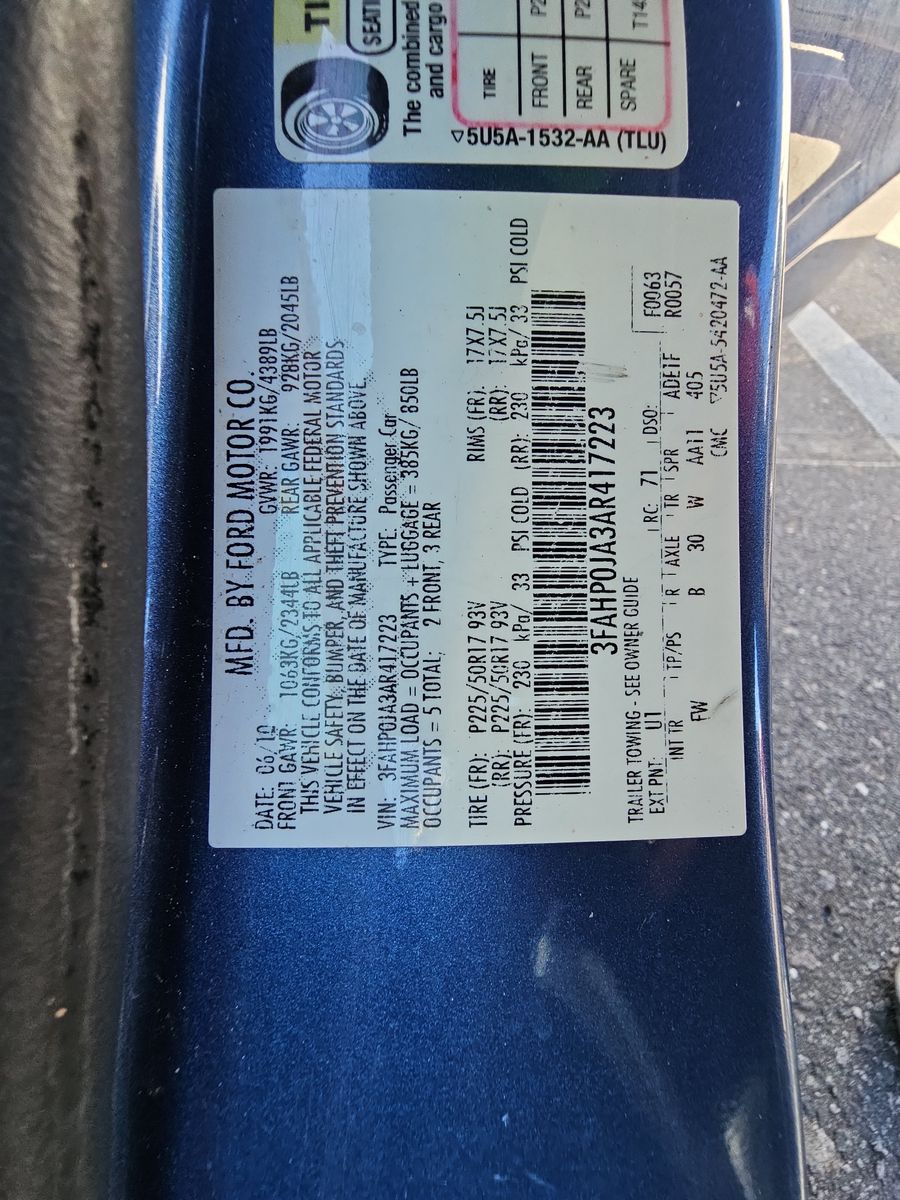 TI
SEATI
The combined
and cargo
TIRE
FRONT P2
REAR P2
SPARE T14
▽5U5A-1532-AA (TLU)
MFD. BY FORD MOTOR CO.
DATE: 06/10 GVWR: 1991KG/4389LB
FRONT GAWR: 1063KG/2344LB REAR GAWR: 928KG/2045LB
THIS VEHICLE CONFORMS TO ALL APPLICABLE FEDERAL MOTOR
VEHICLE SAFETY, BUMPER, AND THEFT PREVENTION STANDARDS
IN EFFECT ON THE DATE OF MANUFACTURE SHOWN ABOVE.
VIN: 3FAHP0JA3AR417223 TYPE: Passenger Car
MAXIMUM LOAD = OCCUPANTS + LUGGAGE = 385KG/ 850LB
OCCUPANTS = 5 TOTAL; 2 FRONT, 3 REAR
TIRE (FR): P225/50R17 93V RIMS (FR): 17X7.5J
(RR): P225/50R17 93V (RR): 17X7.5J
PRESSURE (FR): 230 kPa/ 33 PSI COLD (RR): 230 kPa/ 33 PSI COLD
3FAHP0JA3AR417223
TRAILER TOWING - SEE OWNER GUIDE
EXT PNT: U1 RC: 71 DSO: F0063
INT TR TP/PS R AXLE TR SPR ADE1F R0057
FW B 30 W AA11 405
CMC ▽5U5A-5420472-AA